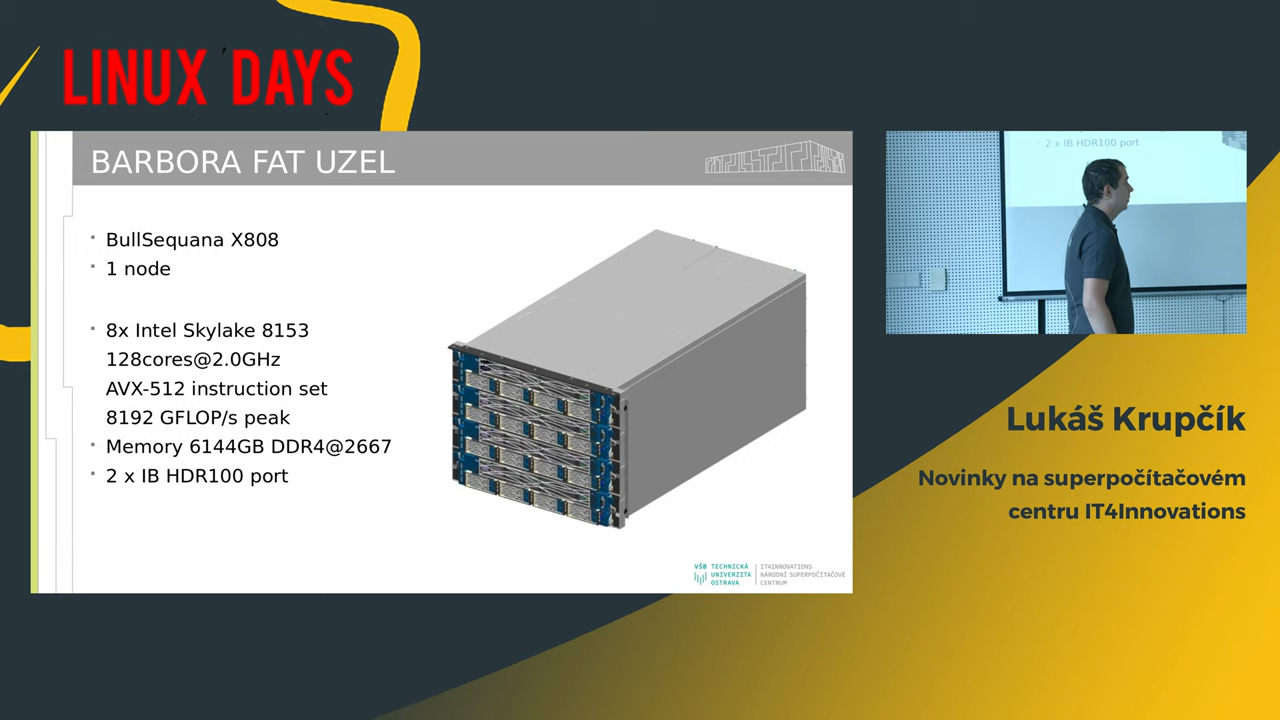 LINUX DAYS
BARBORA FAT UZEL
BullSequana X808
1 node
8x Intel Skylake 8153
128cores@2.0GHz
AVX-512 instruction set
8192 GFLOP/s peak
Memory 6144GB DDR4@2667
2 x IB HDR100 port
VŠB TECHNICKÁ
UNIVERZITA
OSTRAVA
IT4INNOVATIONS
NÁRODNÍ SUPERPOČÍTAČOVÉ
CENTRUM
2 x IB HDR100 port
Lukáš Krupčík
Novinky na superpočítačovém
centru IT4Innovations